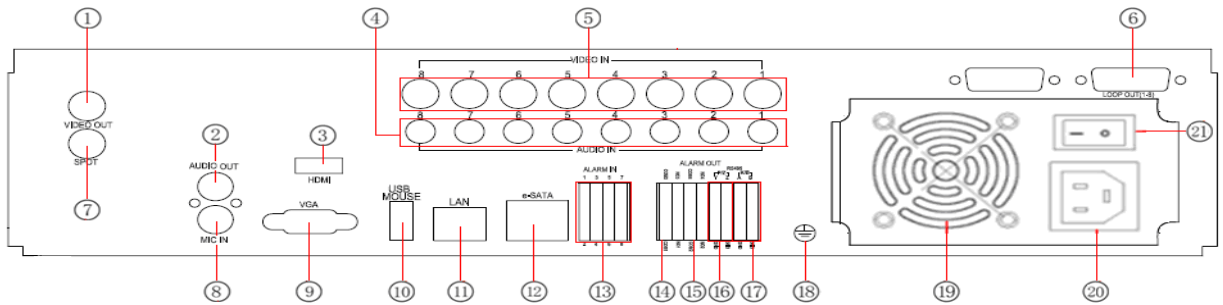 ① ④ ⑤ ⑥
VIDEO IN
8 7 6 5 4 3 2 1
LOOP OUT(1-8)
VIDEO OUT
② ③
8 7 6 5 4 3 2 1
㉑
AUDIO IN
SPOT
AUDIO OUT
HDMI
ALARM IN
ALARM OUT
RS485
1 3 5 7
USB
MOUSE
LAN
e-SATA
VGA
⑦
MIC IN
2 4 6 8
⑧ ⑨ ⑩ ⑪ ⑫ ⑬ ⑭ ⑮ ⑯ ⑰ ⑱ ⑲ ⑳